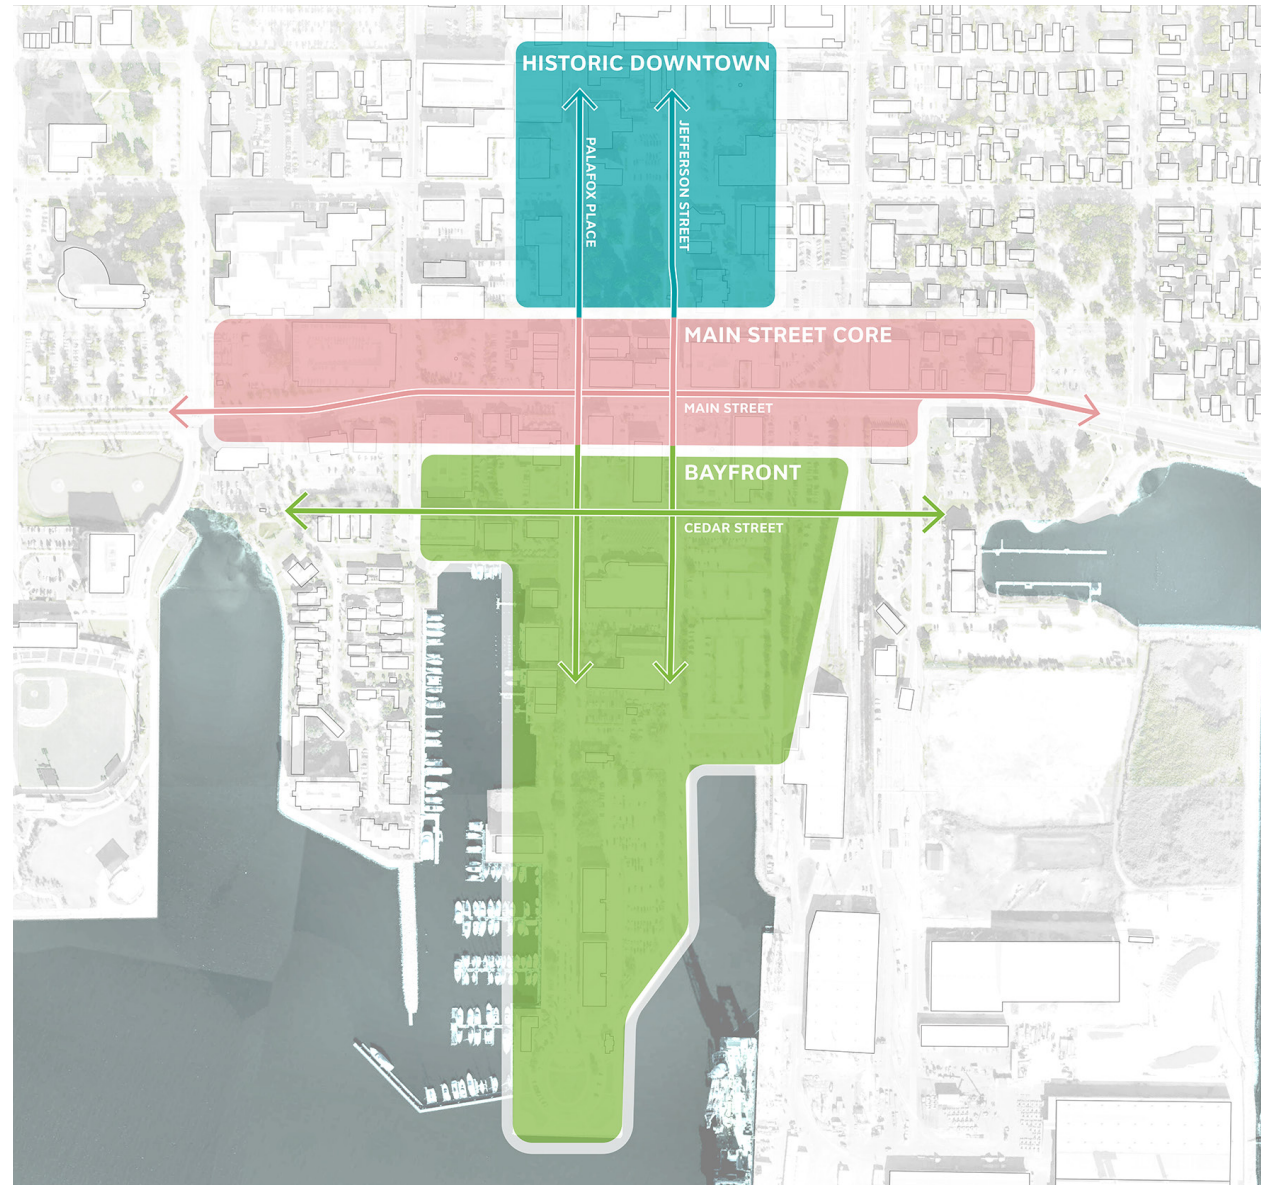 HISTORIC DOWNTOWN
PALAFOX PLACE
JEFFERSON STREET
MAIN STREET CORE
MAIN STREET
BAYFRONT
CEDAR STREET